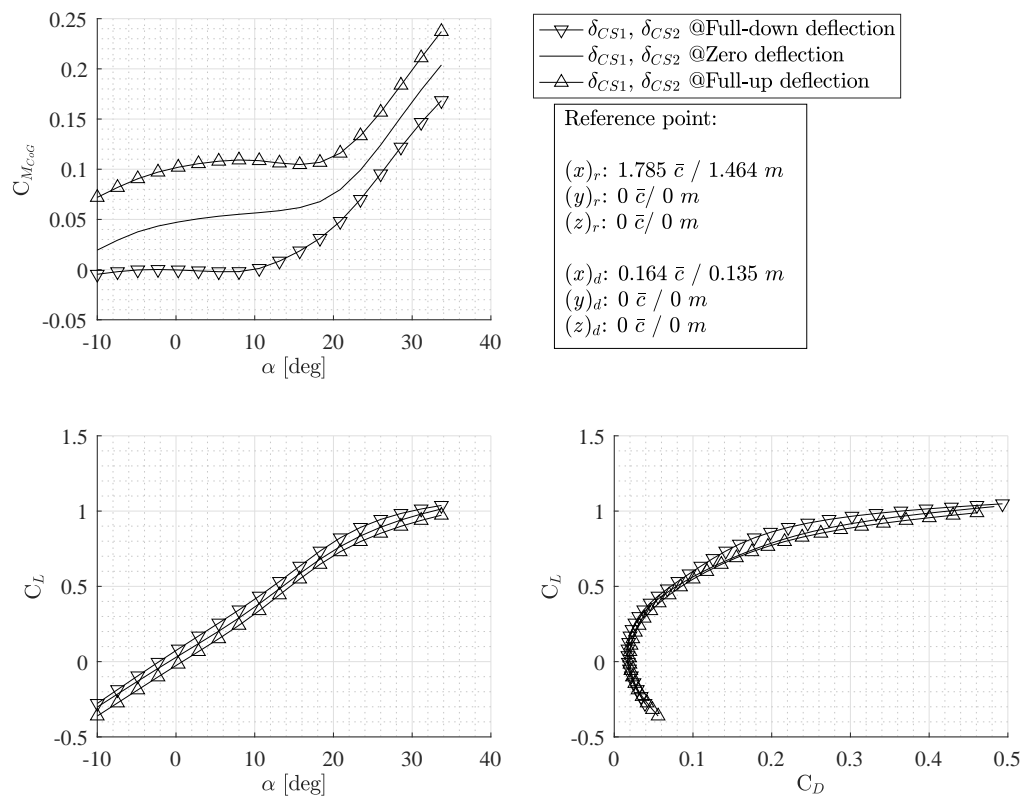 0.25
0.2
0.15
0.1
0.05
0
-0.05
C_{M_{CoG}}
-10 0 10 20 30 40
α [deg]
δ_{CS1}, δ_{CS2} @Full-down deflection
δ_{CS1}, δ_{CS2} @Zero deflection
δ_{CS1}, δ_{CS2} @Full-up deflection
Reference point:
(x)_r: 1.785 c̄ / 1.464 m
(y)_r: 0 c̄/ 0 m
(z)_r: 0 c̄/ 0 m
(x)_d: 0.164 c̄ / 0.135 m
(y)_d: 0 c̄ / 0 m
(z)_d: 0 c̄ / 0 m
1.5
1
0.5
0
-0.5
C_L
-10 0 10 20 30 40
α [deg]
1.5
1
0.5
0
-0.5
C_L
0 0.1 0.2 0.3 0.4 0.5
C_D